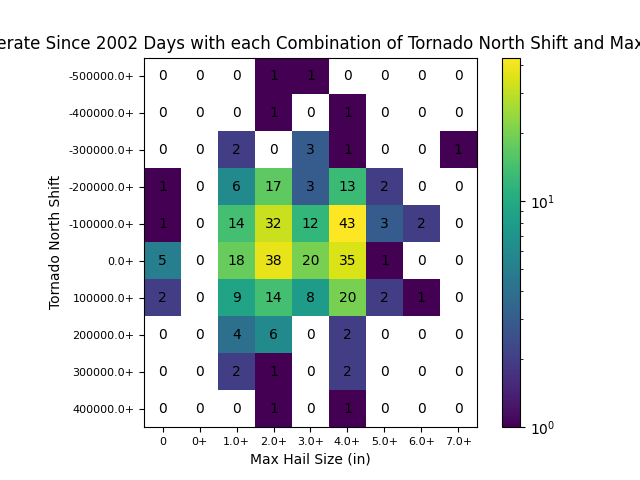 erate Since 2002 Days with each Combination of Tornado North Shift and Max
-500000.0+ 0 0 0 1 1 0 0 0 0
-400000.0+ 0 0 0 1 0 1 0 0 0
-300000.0+ 0 0 2 0 3 1 0 0 1
-200000.0+ 1 0 6 17 3 13 2 0 0
-100000.0+ 1 0 14 32 12 43 3 2 0
0.0+ 5 0 18 38 20 35 1 0 0
100000.0+ 2 0 9 14 8 20 2 1 0
200000.0+ 0 0 4 6 0 2 0 0 0
300000.0+ 0 0 2 1 0 2 0 0 0
400000.0+ 0 0 0 1 0 1 0 0 0
0 0+ 1.0+ 2.0+ 3.0+ 4.0+ 5.0+ 6.0+ 7.0+
Max Hail Size (in)
Tornado North Shift
10¹
10⁰